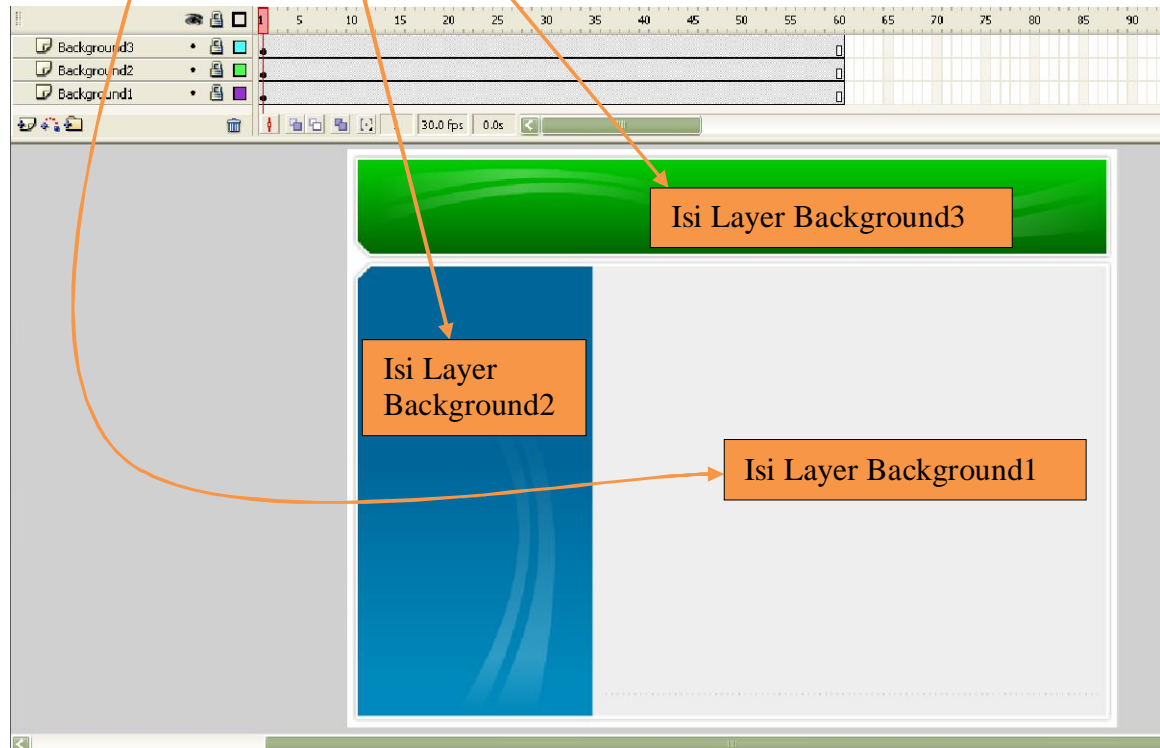 1 5 10 15 20 25 30 35 40 45 50 55 60 65 70 75 80 85 90
Background3
Background2
Background1
30.0 fps 0.0s
Isi Layer Background3
Isi Layer
Background2
Isi Layer Background1